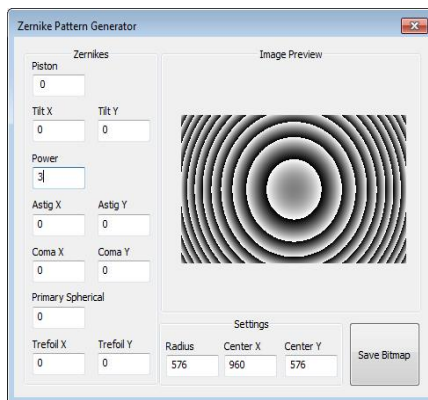 Zernike Pattern Generator
Zernikes
Piston
0
Tilt X Tilt Y
0 0
Power
3
Astig X Astig Y
0 0
Coma X Coma Y
0 0
Primary Spherical
0
Trefoil X Trefoil Y
0 0
Image Preview
Settings
Radius Center X Center Y
576 960 576
Save Bitmap